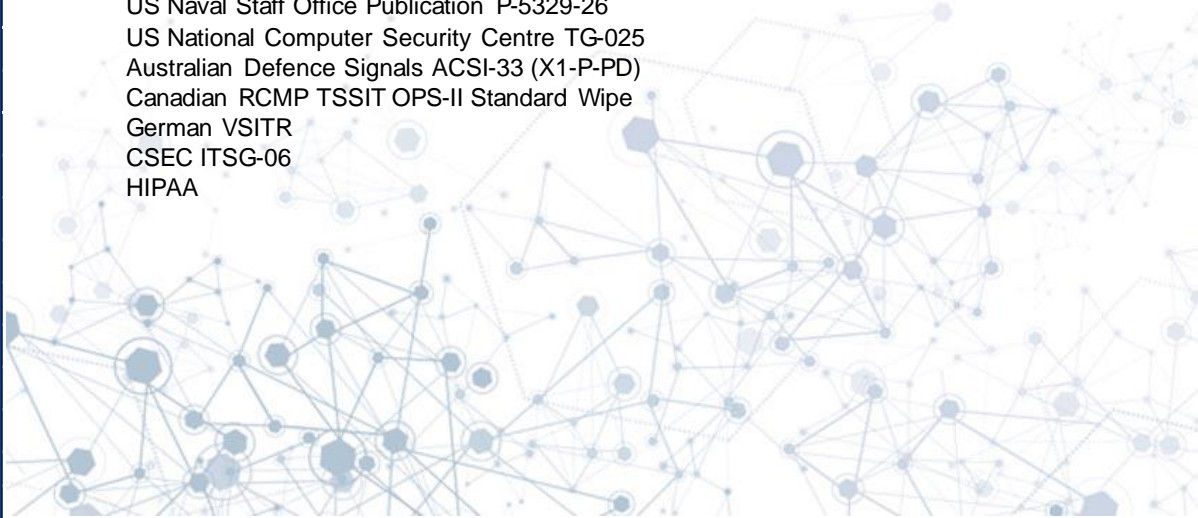 US Naval Staff Office Publication P-5329-26
US National Computer Security Centre TG-025
Australian Defence Signals ACSI-33 (X1-P-PD)
Canadian RCMP TSSIT OPS-II Standard Wipe
German VSITR
CSEC ITSG-06
HIPAA